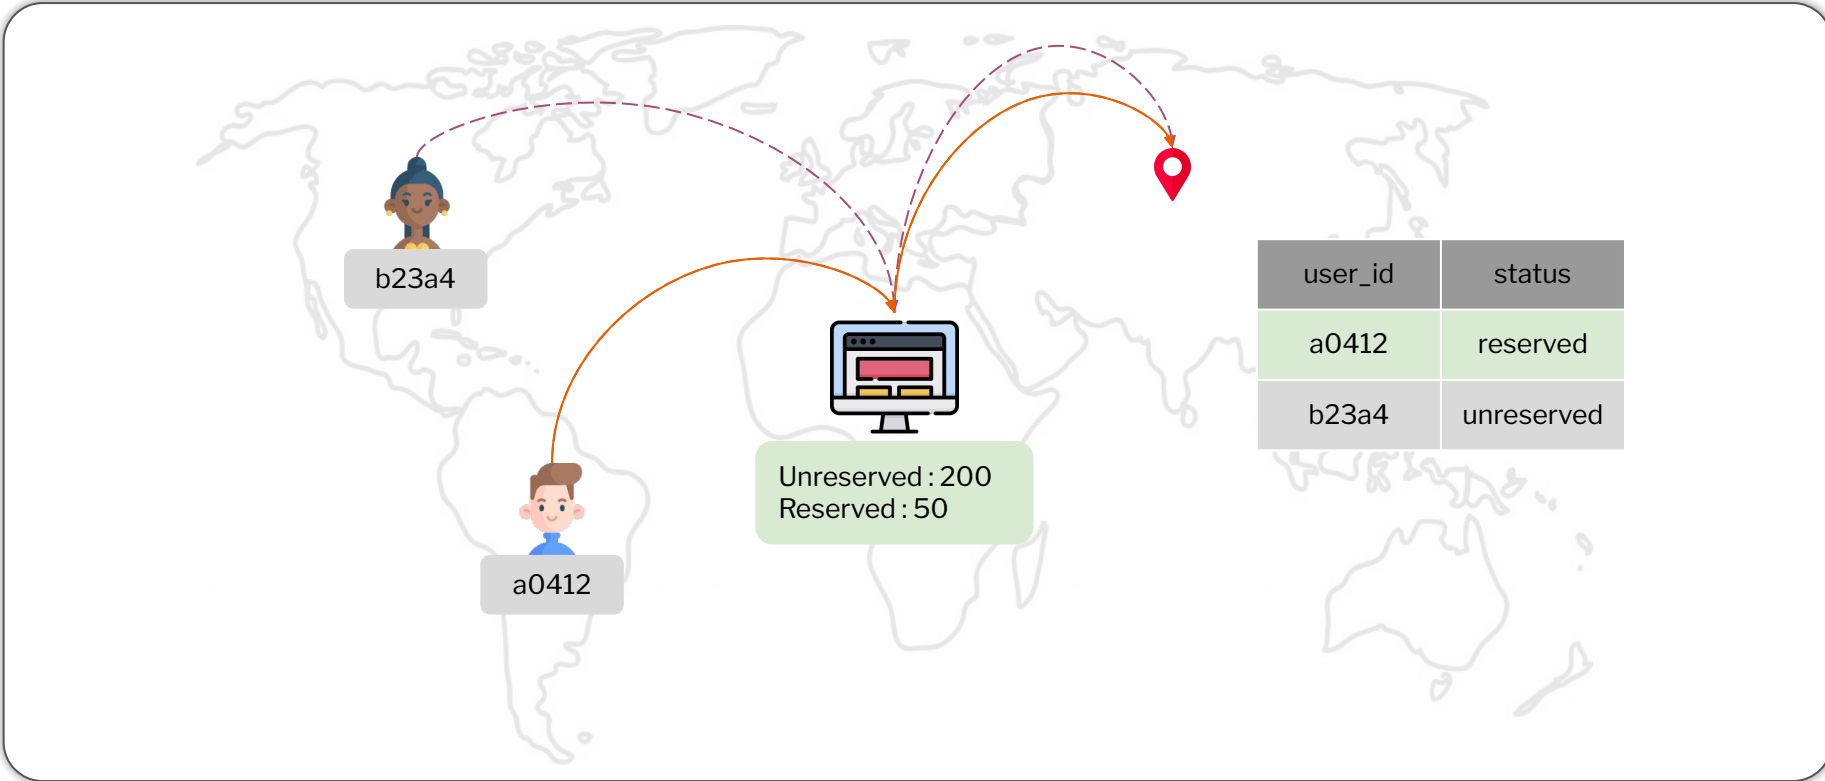 b23a4
a0412
Unreserved : 200
Reserved : 50
user_id status
a0412 reserved
b23a4 unreserved